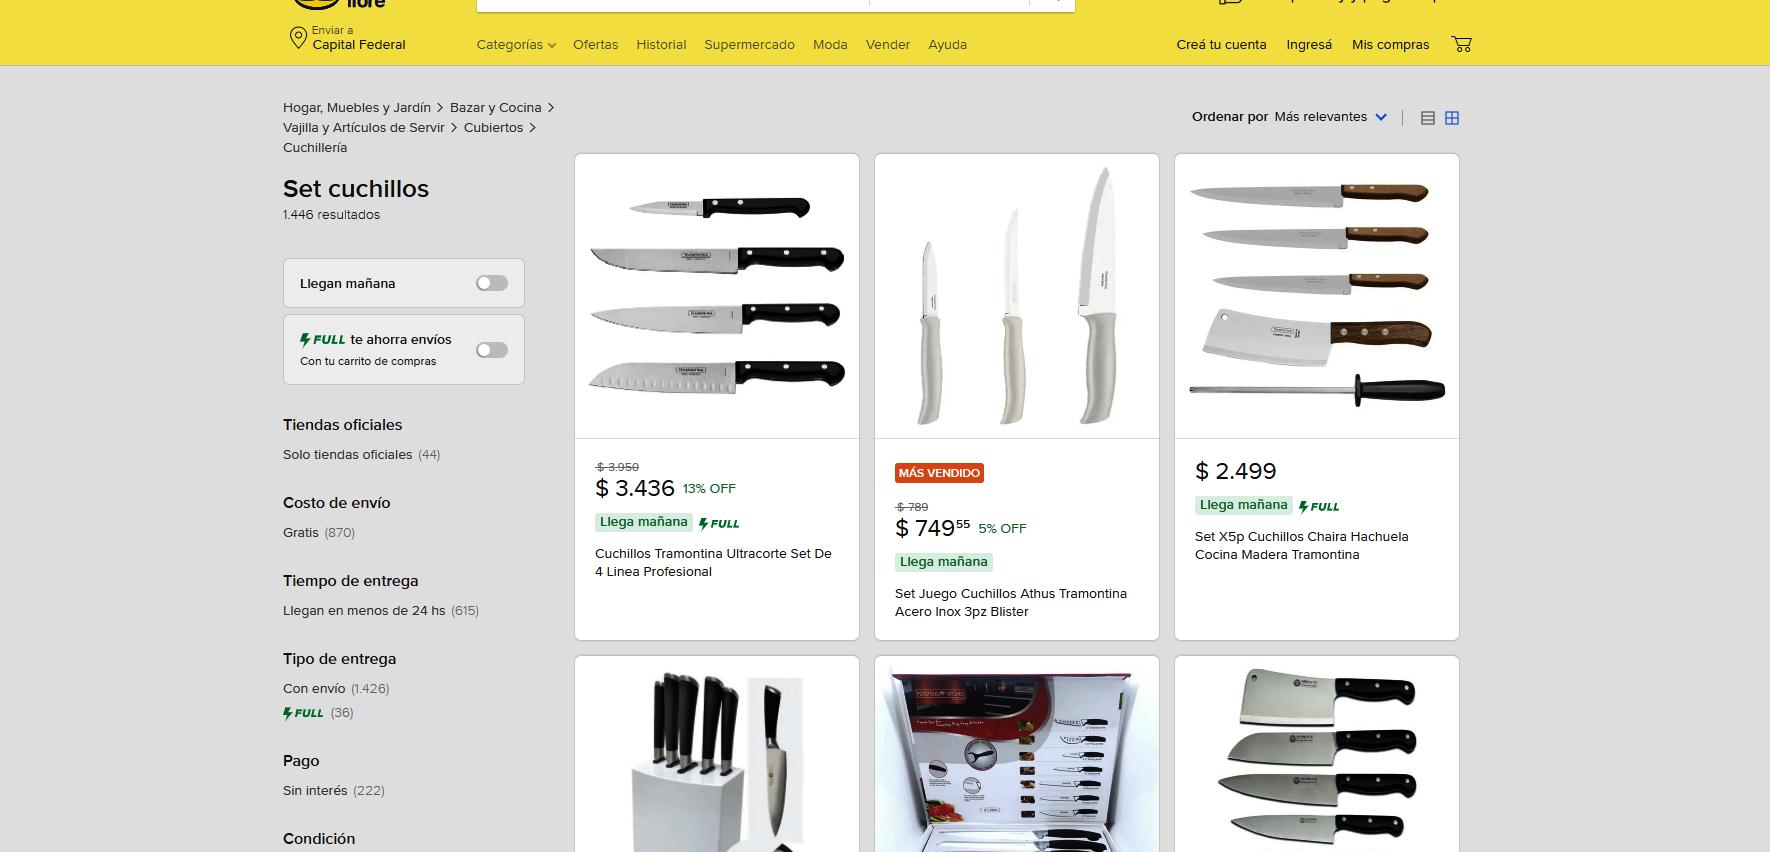 libre
Enviar a
Capital Federal
Categorías
Ofertas
Historial
Supermercado
Moda
Vender
Ayuda
Creá tu cuenta
Ingresá
Mis compras
Hogar, Muebles y Jardín > Bazar y Cocina >
Vajilla y Artículos de Servir > Cubiertos >
Cuchillería
Set cuchillos
1.446 resultados
Ordenar por Más relevantes
Llegan mañana
FULL te ahorra envíos
Con tu carrito de compras
Tiendas oficiales
Solo tiendas oficiales (44)
Costo de envío
Gratis (870)
Tiempo de entrega
Llegan en menos de 24 hs (615)
Tipo de entrega
Con envío (1.426)
FULL (36)
Pago
Sin interés (222)
Condición
TRAMONTINA
TRAMONTINA
TRAMONTINA
$ 3.950
$ 3.436 13% OFF
Llega mañana FULL
Cuchillos Tramontina Ultracorte Set De
4 Linea Profesional
MÁS VENDIDO
$ 789
$ 749 55 5% OFF
Llega mañana
Set Juego Cuchillos Athus Tramontina
Acero Inox 3pz Blister
$ 2.499
Llega mañana FULL
Set X5p Cuchillos Chaira Hachuela
Cocina Madera Tramontina